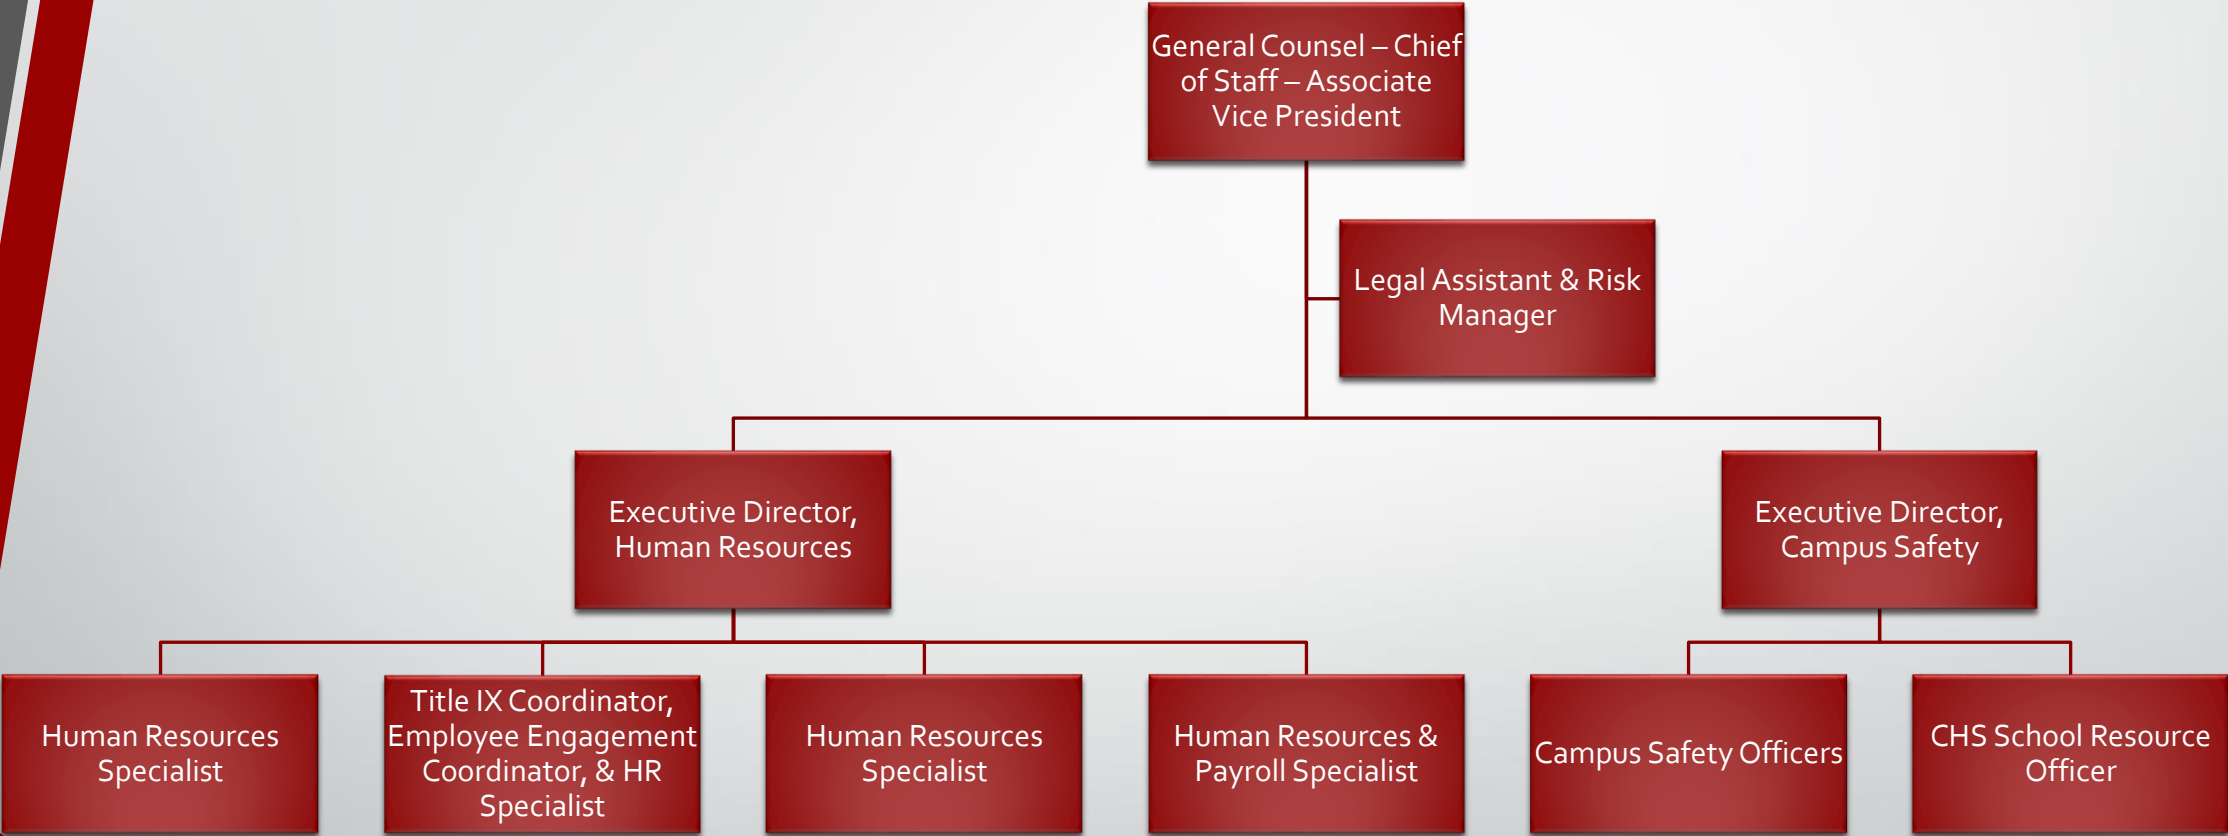 General Counsel – Chief
of Staff – Associate
Vice President
Legal Assistant & Risk
Manager
Executive Director,
Human Resources
Executive Director,
Campus Safety
Human Resources
Specialist
Title IX Coordinator,
Employee Engagement
Coordinator, & HR
Specialist
Human Resources
Specialist
Human Resources &
Payroll Specialist
Campus Safety Officers
CHS School Resource
Officer